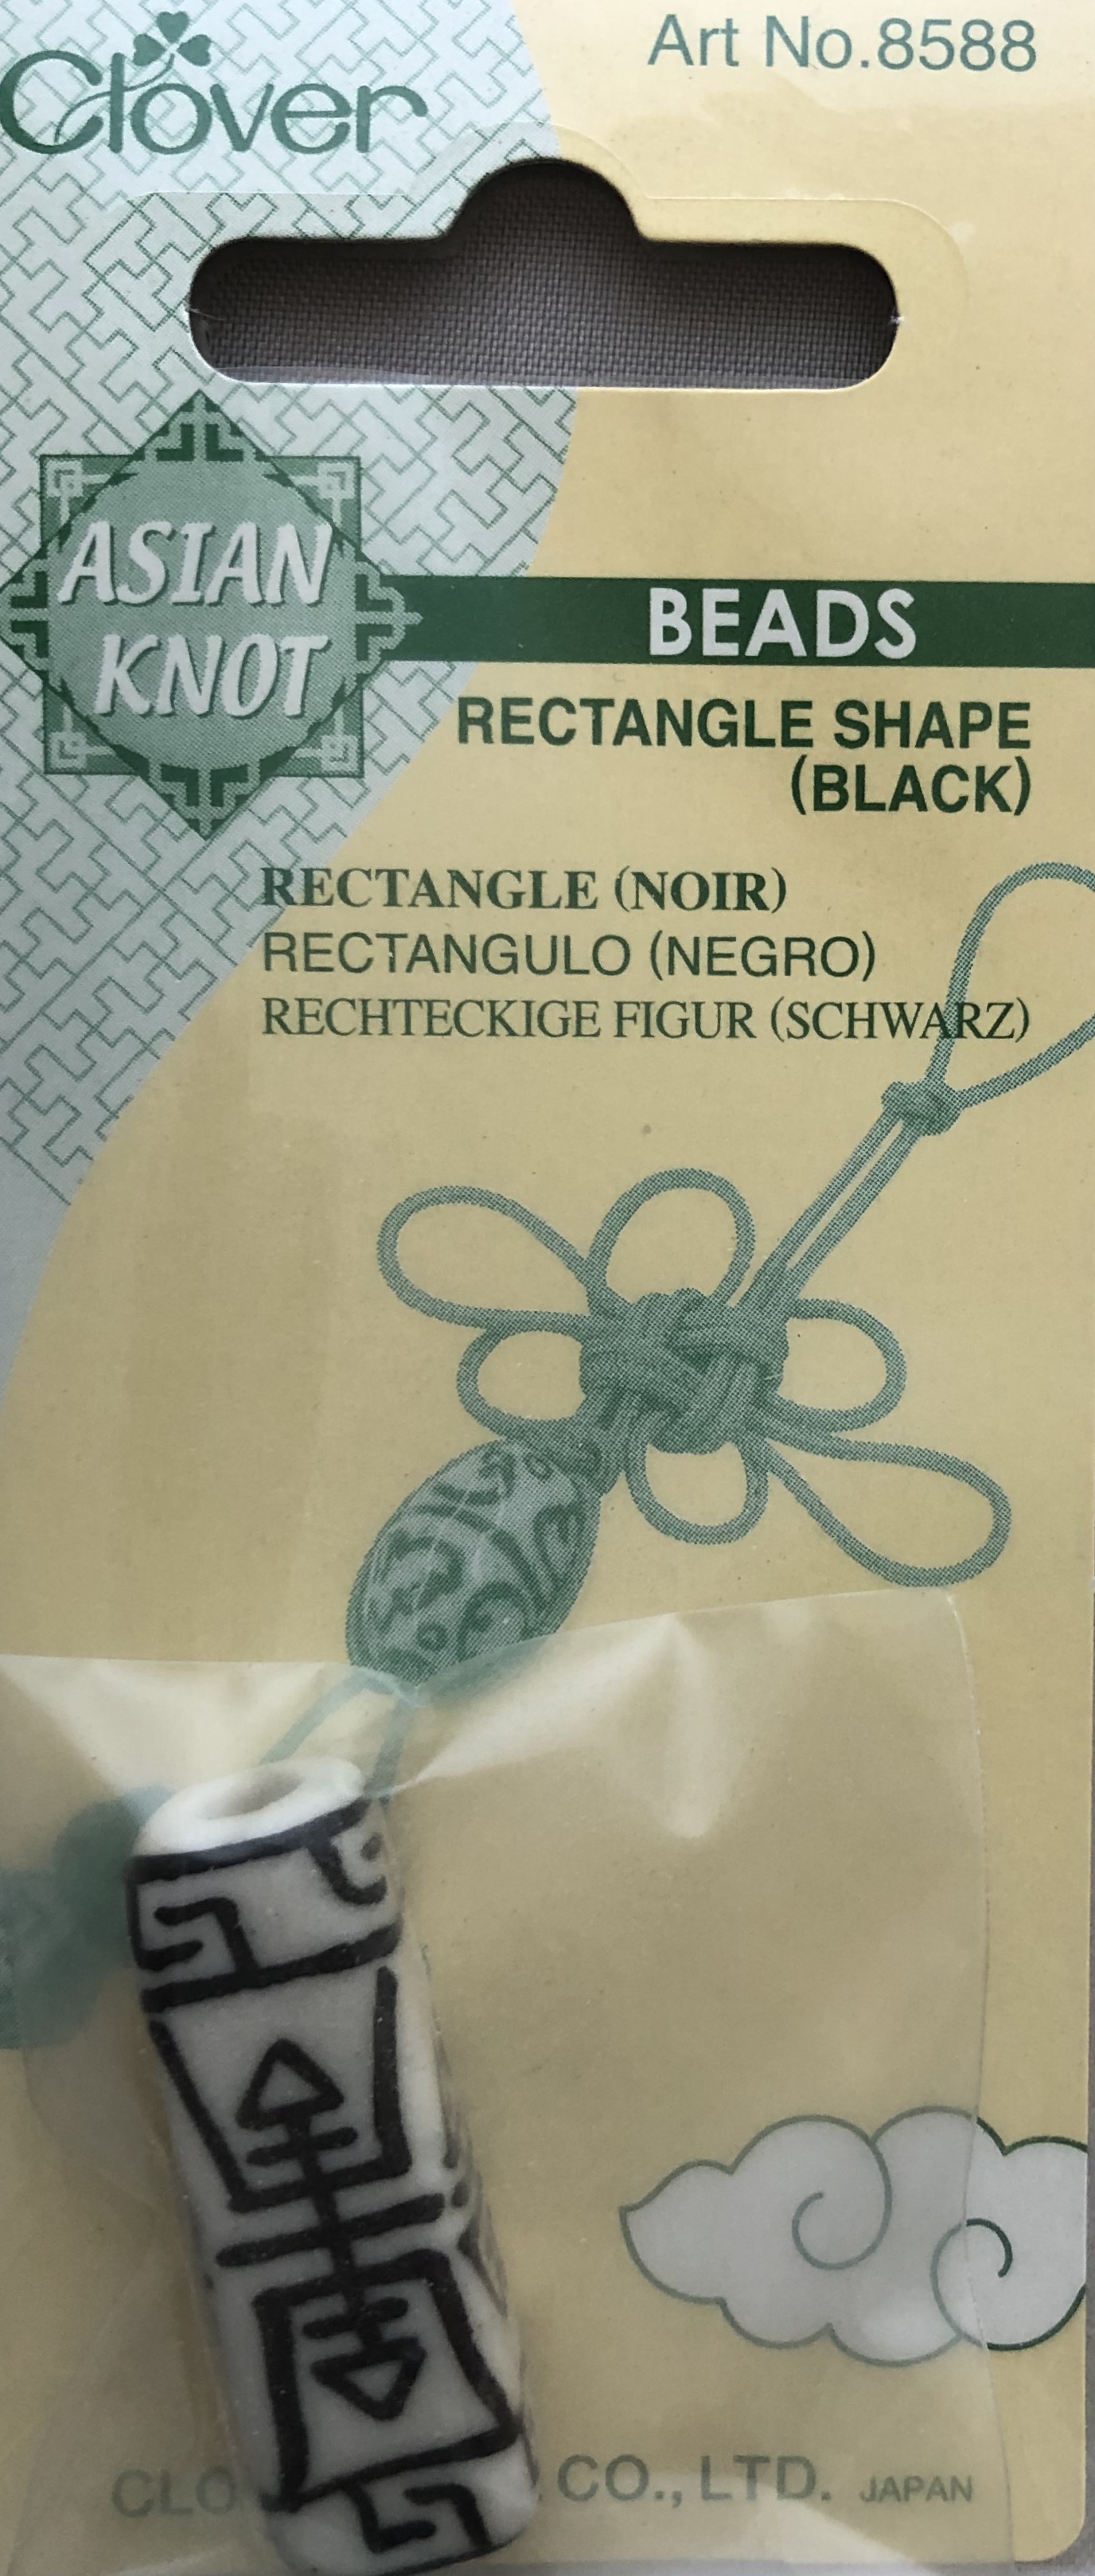 Clover
Art No.8588
ASIAN
KNOT
BEADS
RECTANGLE SHAPE
(BLACK)
RECTANGLE (NOIR)
RECTANGULO (NEGRO)
RECHTECKIGE FIGUR (SCHWARZ)
CO., LTD. JAPAN